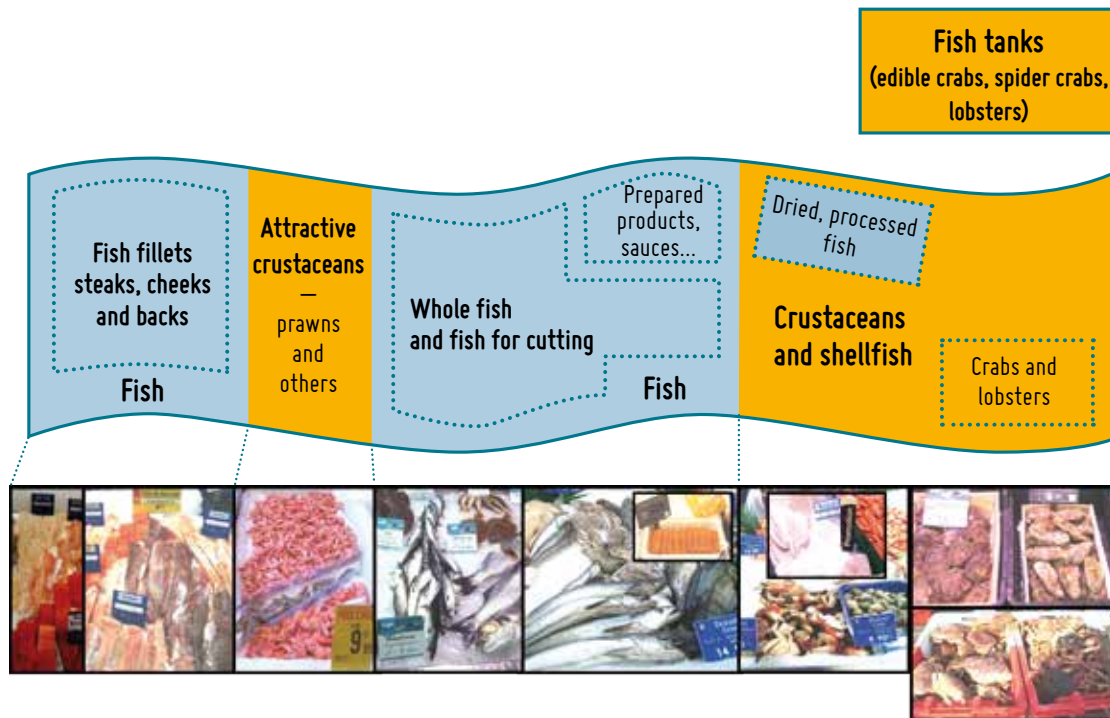 Fish tanks
(edible crabs, spider crabs,
lobsters)
Fish fillets
steaks, cheeks
and backs
Fish
Attractive
crustaceans
—
prawns
and
others
Whole fish
and fish for cutting
Prepared
products,
sauces...
Fish
Dried, processed
fish
Crustaceans
and shellfish
Crabs and
lobsters
9
14